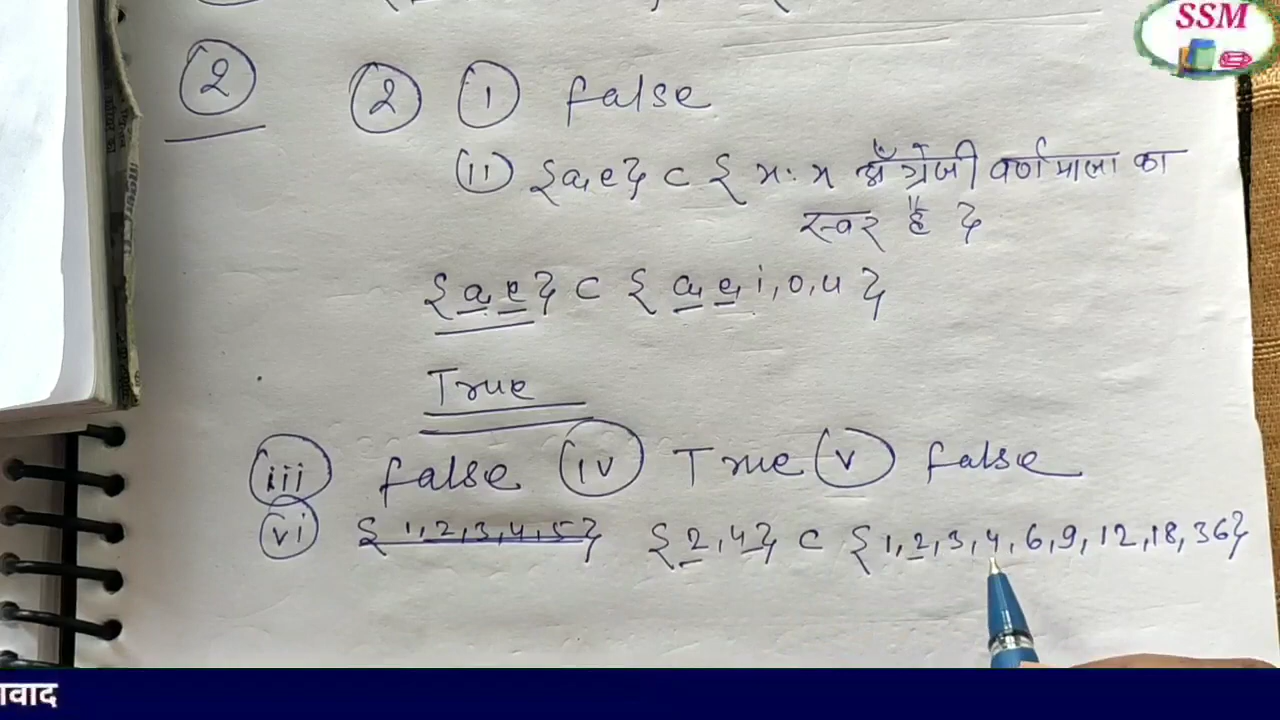 SSM
2 2 i false
(ii) {a, e} ⊂ { x : x अँग्रेजी वर्णमाला का
स्वर है }
{a, e} ⊂ { a, e, i, o, u }
True
iii false iv True v false
vi { 1, 2, 3, 4, 5} {2, 4} ⊂ {1, 2, 3, 4, 6, 9, 12, 18, 36}